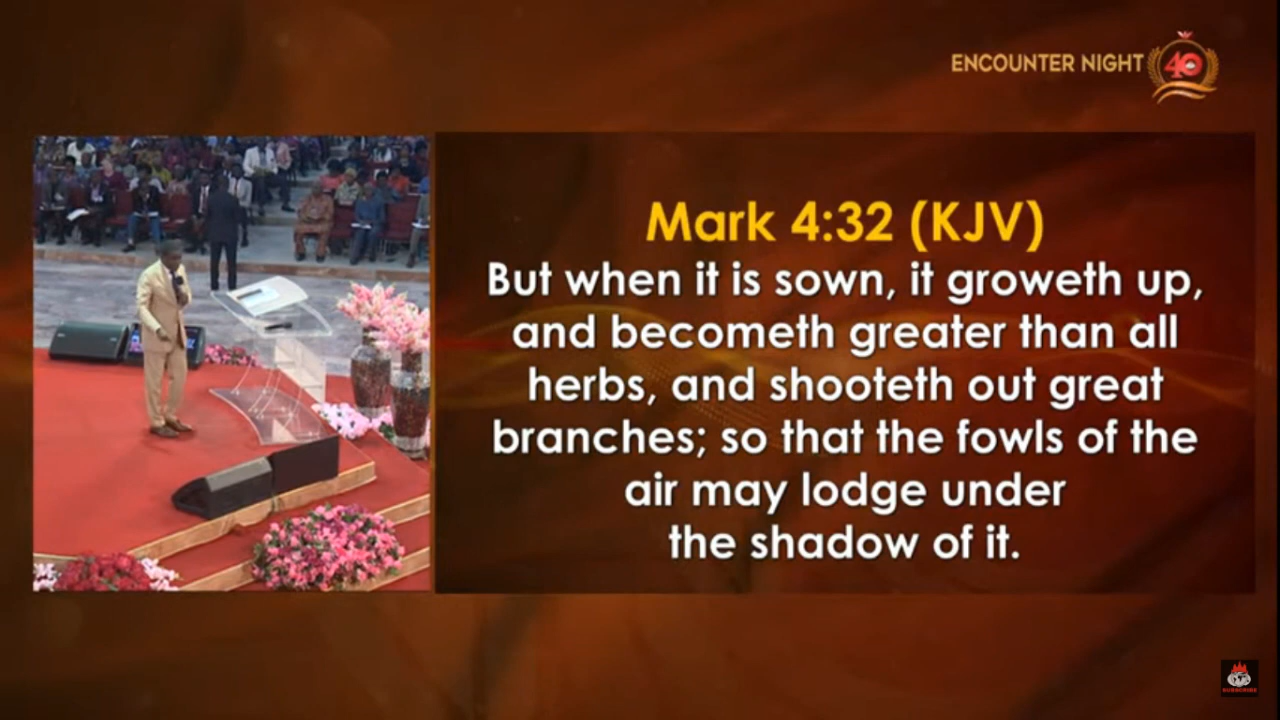 ENCOUNTER NIGHT 40
Mark 4:32 (KJV)
But when it is sown, it groweth up,
and becometh greater than all
herbs, and shooteth out great
branches; so that the fowls of the
air may lodge under
the shadow of it.
SUBSCRIBE